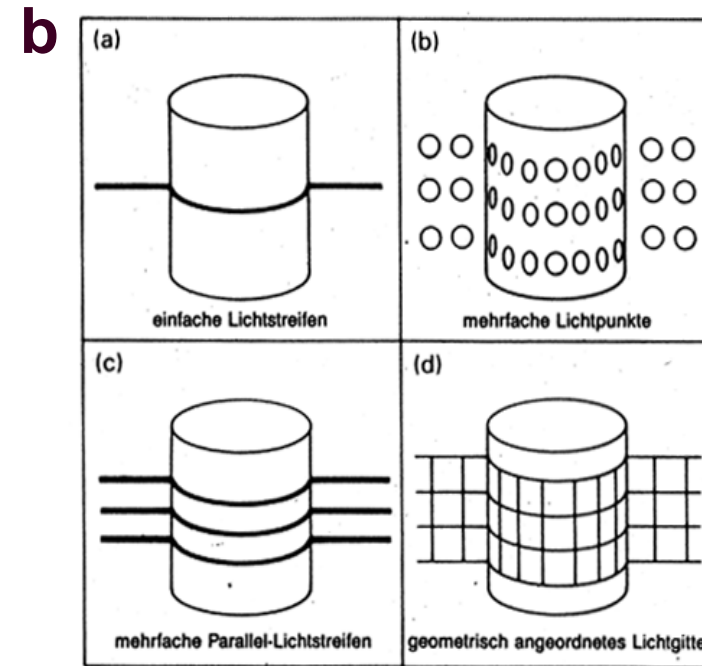 b
(a)
(b)
einfache Lichtstreifen
mehrfache Lichtpunkte
(c)
(d)
mehrfache Parallel-Lichtstreifen
geometrisch angeordnetes Lichtgitte